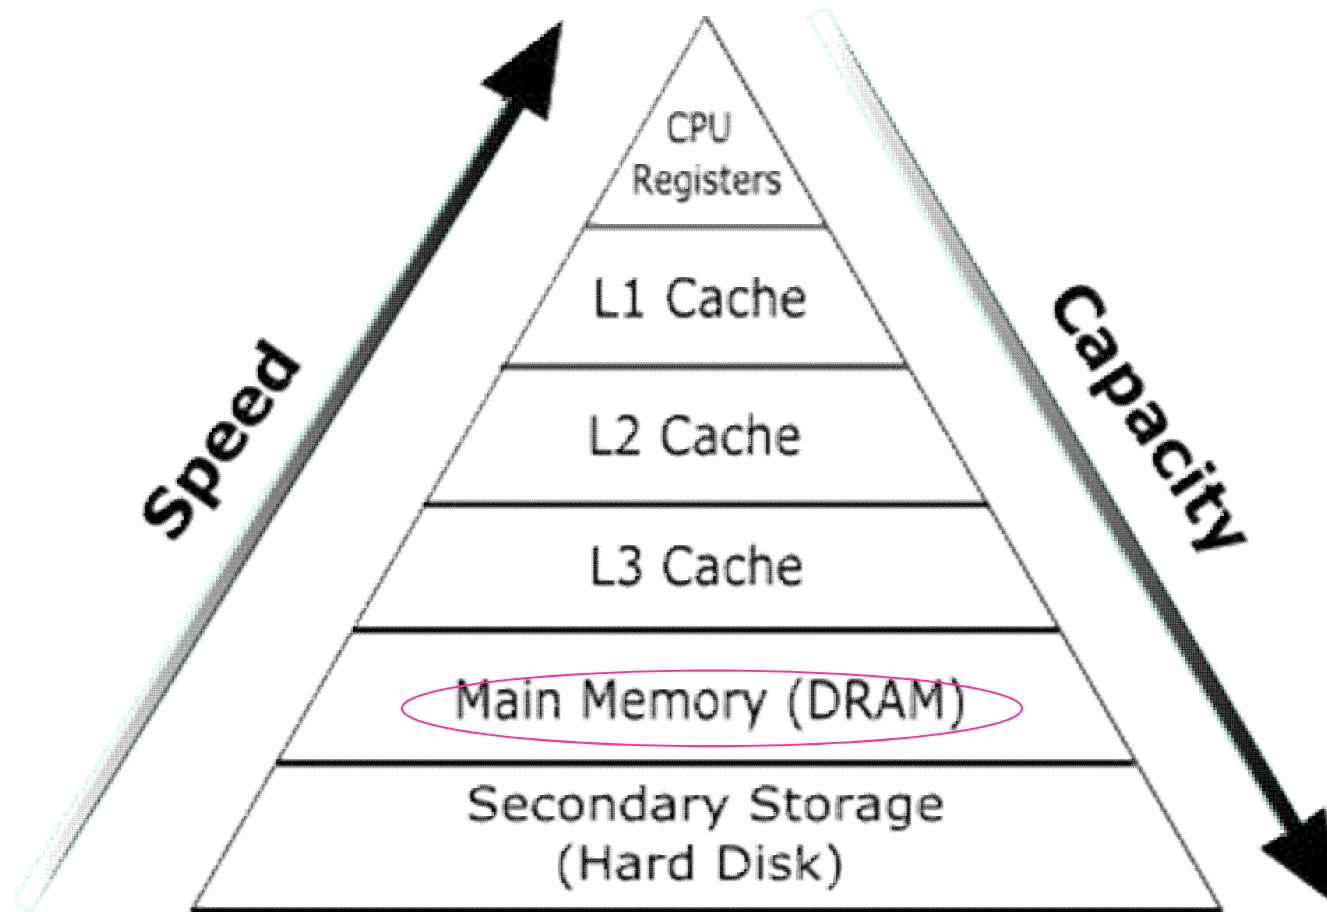 CPU
Registers
L1 Cache
L2 Cache
L3 Cache
Main Memory (DRAM)
Secondary Storage
(Hard Disk)
Speed
Capacity